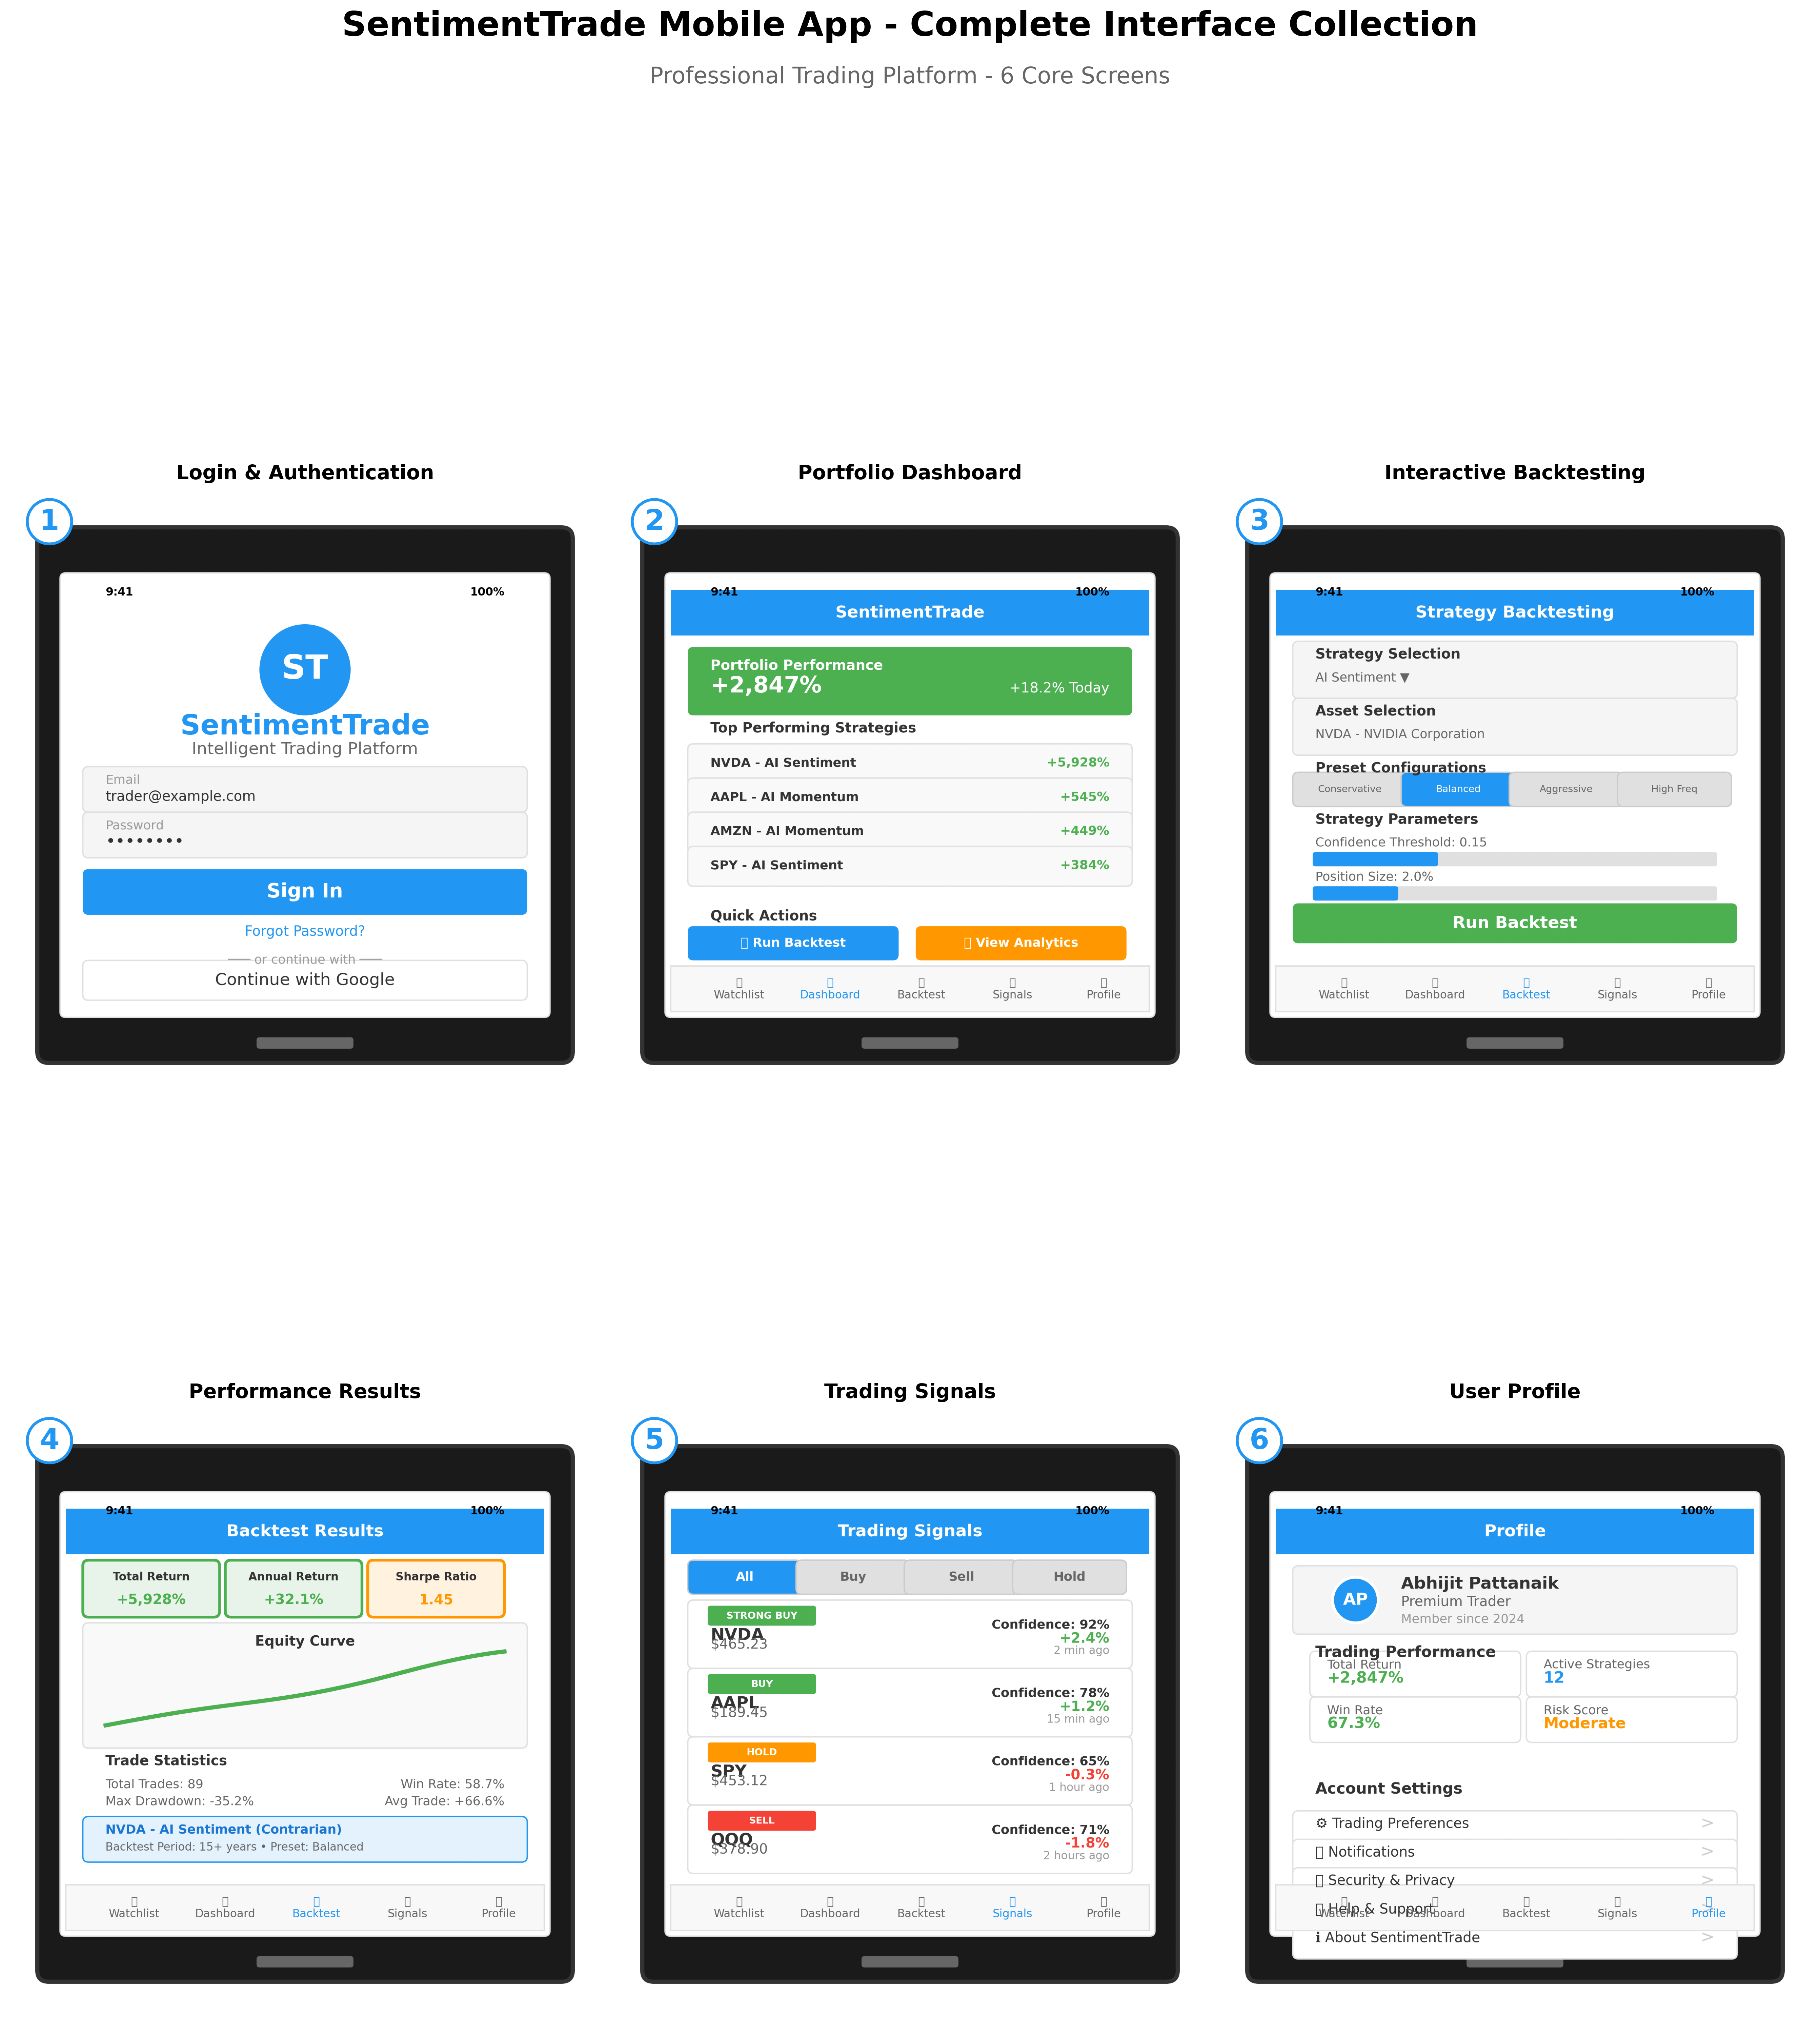 SentimentTrade Mobile App - Complete Interface Collection
Professional Trading Platform - 6 Core Screens
Login & Authentication
1
9:41 100%
ST
SentimentTrade
Intelligent Trading Platform
Email
trader@example.com
Password
••••••••
Sign In
Forgot Password?
── or continue with ──
Continue with Google
Portfolio Dashboard
2
9:41 100%
SentimentTrade
Portfolio Performance
+2,847% +18.2% Today
Top Performing Strategies
NVDA - AI Sentiment +5,928%
AAPL - AI Momentum +545%
AMZN - AI Momentum +449%
SPY - AI Sentiment +384%
Quick Actions
Run Backtest View Analytics
Watchlist Dashboard Backtest Signals Profile
Interactive Backtesting
3
9:41 100%
Strategy Backtesting
Strategy Selection
AI Sentiment ▼
Asset Selection
NVDA - NVIDIA Corporation
Preset Configurations
Conservative Balanced Aggressive High Freq
Strategy Parameters
Confidence Threshold: 0.15
Position Size: 2.0%
Run Backtest
Watchlist Dashboard Backtest Signals Profile
Performance Results
4
9:41 100%
Backtest Results
Total Return Annual Return Sharpe Ratio
+5,928% +32.1% 1.45
Equity Curve
Trade Statistics
Total Trades: 89 Win Rate: 58.7%
Max Drawdown: -35.2% Avg Trade: +66.6%
NVDA - AI Sentiment (Contrarian)
Backtest Period: 15+ years • Preset: Balanced
Watchlist Dashboard Backtest Signals Profile
Trading Signals
5
9:41 100%
Trading Signals
All Buy Sell Hold
STRONG BUY
NVDA Confidence: 92%
$465.23 +2.4%
2 min ago
BUY
AAPL Confidence: 78%
$189.45 +1.2%
15 min ago
HOLD
SPY Confidence: 65%
$453.12 -0.3%
1 hour ago
SELL
QQQ Confidence: 71%
$378.90 -1.8%
2 hours ago
Watchlist Dashboard Backtest Signals Profile
User Profile
6
9:41 100%
Profile
AP
Abhijit Pattanaik
Premium Trader
Member since 2024
Trading Performance
Total Return Active Strategies
+2,847% 12
Win Rate Risk Score
67.3% Moderate
Account Settings
⚙ Trading Preferences >
Notifications >
Security & Privacy >
Help & Support
Watchlist Dashboard Backtest Signals Profile
ℹ About SentimentTrade >